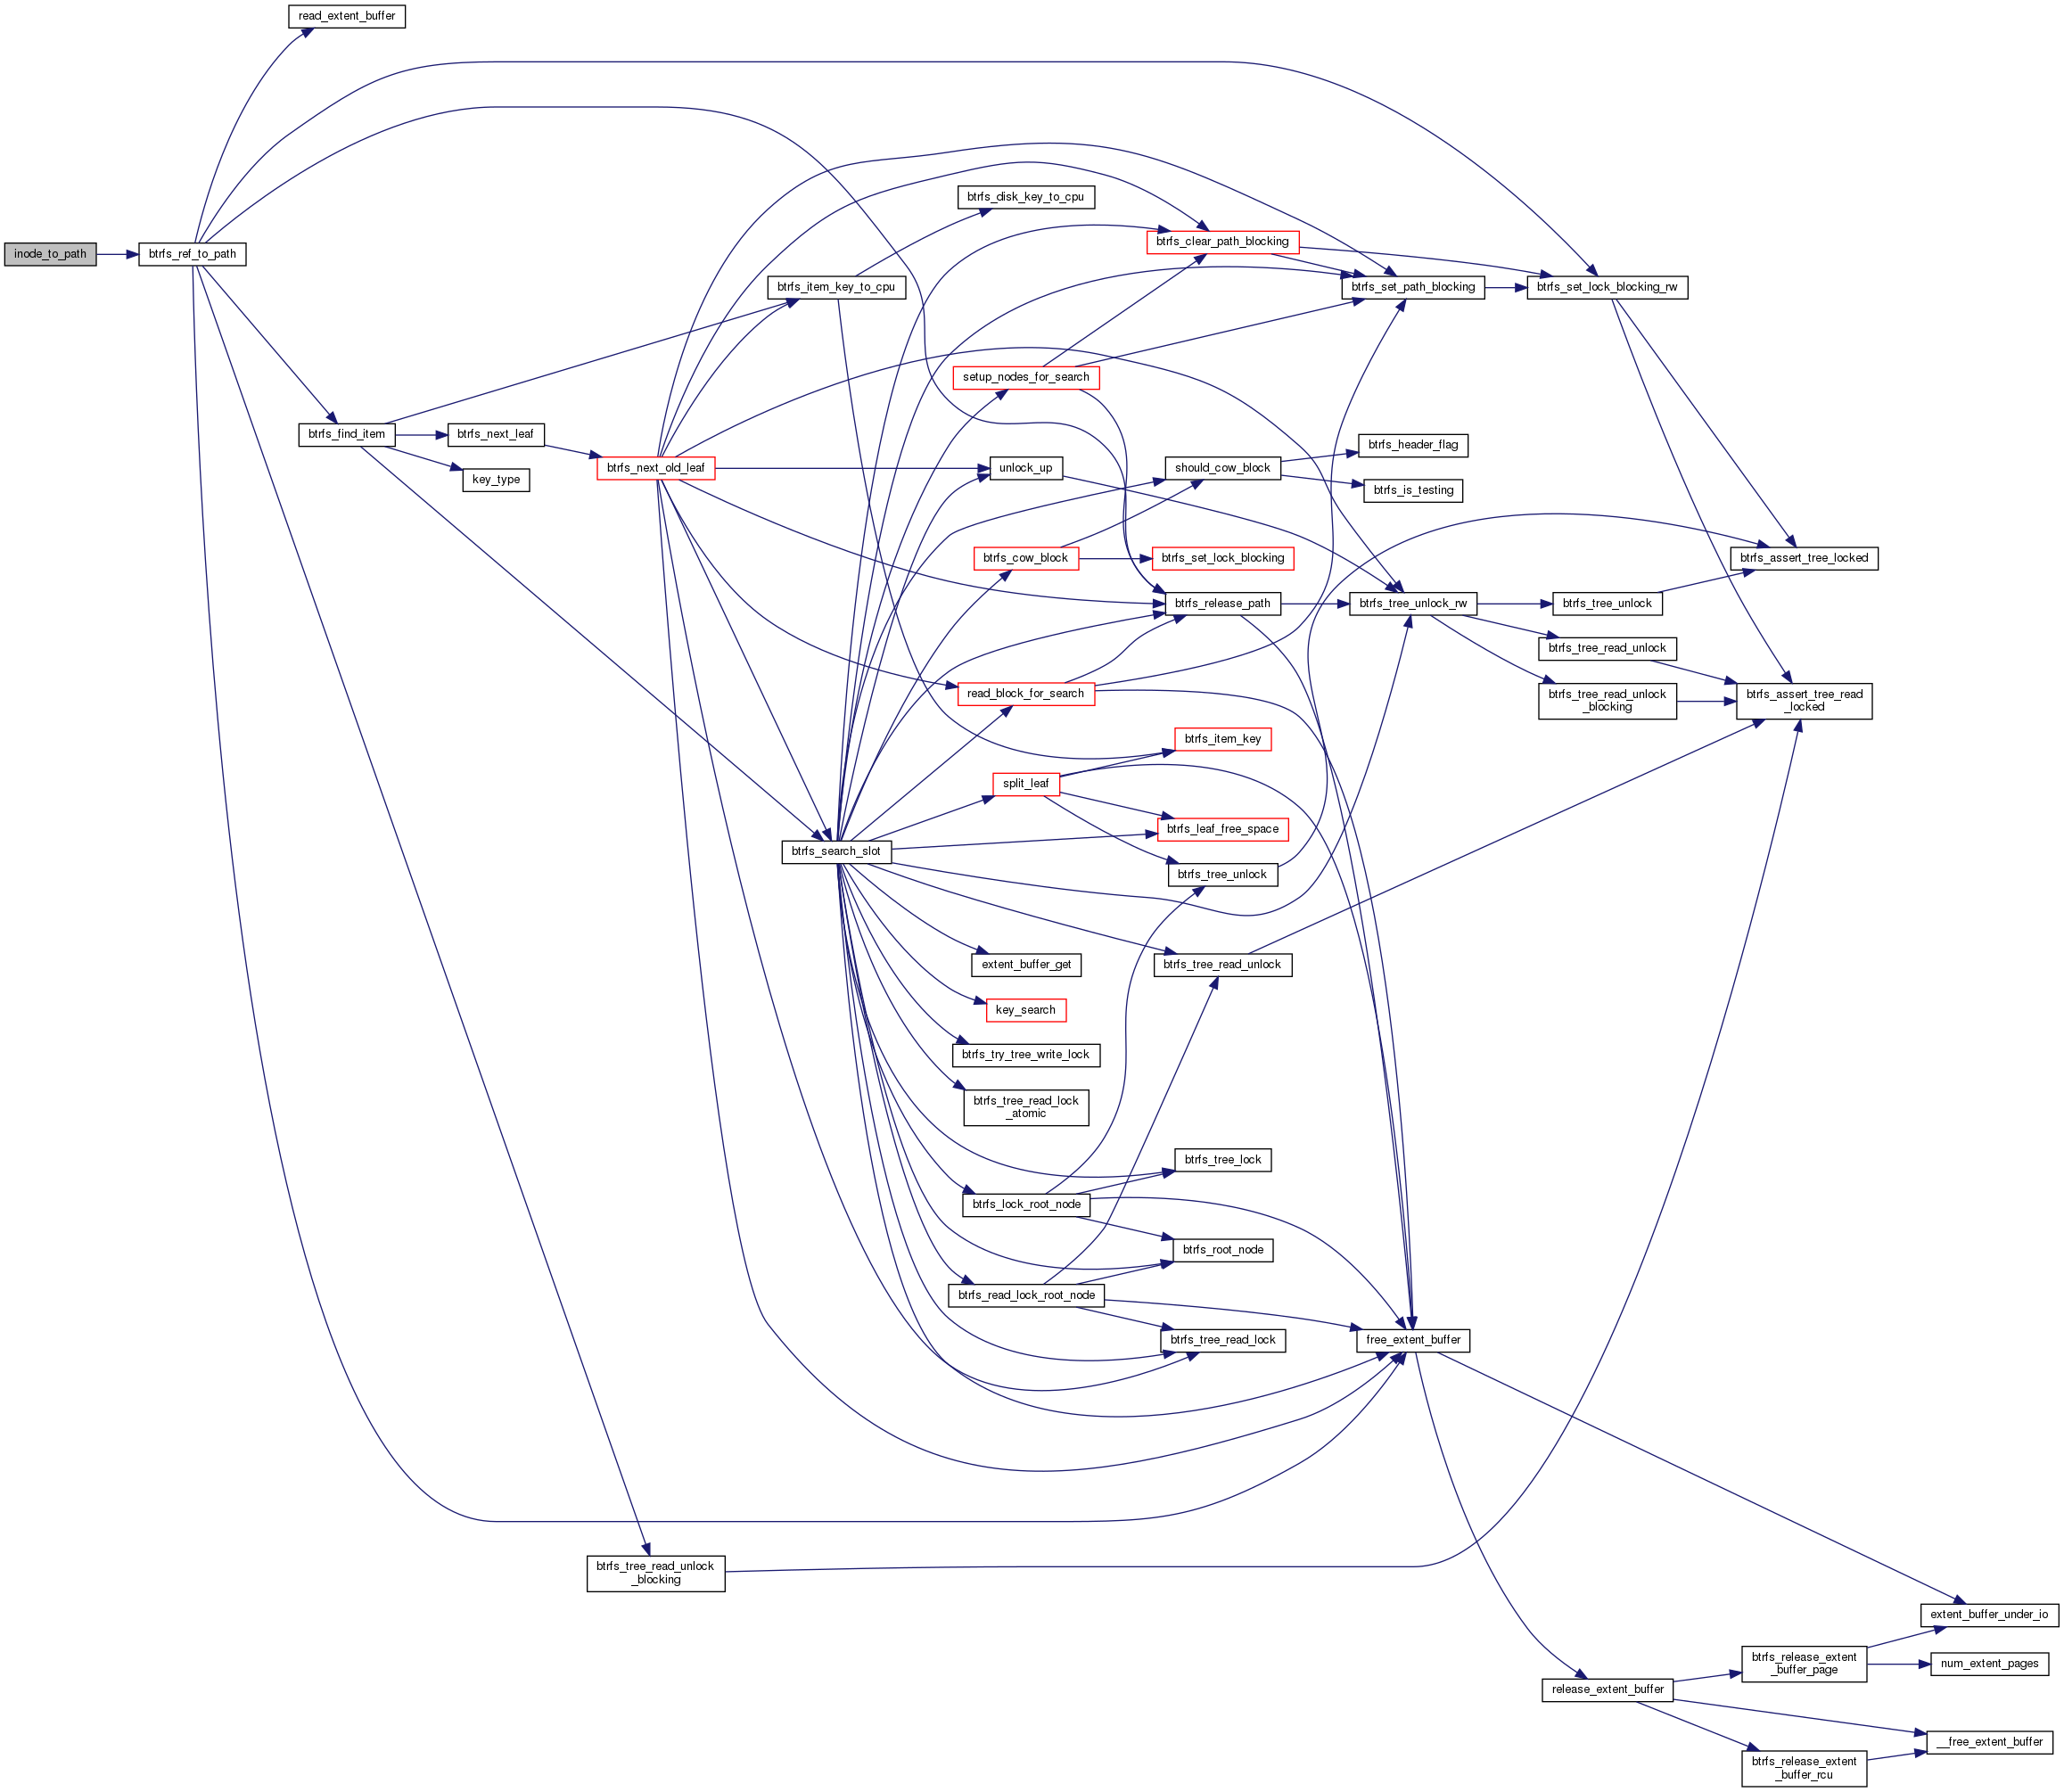 read_extent_buffer
btrfs_disk_key_to_cpu
btrfs_clear_path_blocking
inode_to_path
btrfs_ref_to_path
btrfs_item_key_to_cpu
btrfs_set_path_blocking
btrfs_set_lock_blocking_rw
setup_nodes_for_search
btrfs_find_item
btrfs_next_leaf
btrfs_header_flag
btrfs_next_old_leaf
unlock_up
should_cow_block
key_type
btrfs_is_testing
btrfs_cow_block
btrfs_set_lock_blocking
btrfs_assert_tree_locked
btrfs_release_path
btrfs_tree_unlock_rw
btrfs_tree_unlock
btrfs_tree_read_unlock
read_block_for_search
btrfs_tree_read_unlock
_blocking
btrfs_assert_tree_read
_locked
btrfs_item_key
split_leaf
btrfs_leaf_free_space
btrfs_search_slot
btrfs_tree_unlock
extent_buffer_get
btrfs_tree_read_unlock
key_search
btrfs_try_tree_write_lock
btrfs_tree_read_lock
_atomic
btrfs_tree_lock
btrfs_lock_root_node
btrfs_root_node
btrfs_read_lock_root_node
btrfs_tree_read_lock
free_extent_buffer
btrfs_tree_read_unlock
_blocking
extent_buffer_under_io
btrfs_release_extent
_buffer_page
num_extent_pages
release_extent_buffer
__free_extent_buffer
btrfs_release_extent
_buffer_rcu